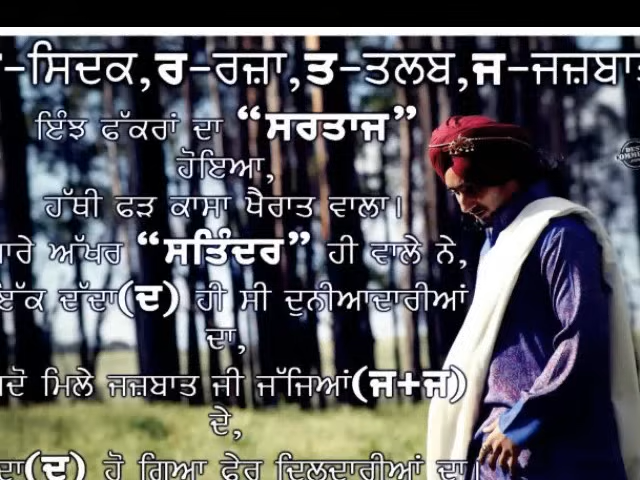 –ਸਿਦਕ,ਰ–ਰਜ਼ਾ,ਤ–ਤਲਬ,ਜ–ਜਜ਼ਬਾਤ
ਇੰਝ ਫੱਕਰਾਂ ਦਾ “ਸਰਤਾਜ”
ਹੋਇਆ,
ਹੱਥੀ ਫੜ ਕਾਸਾ ਖ਼ੈਰਾਤ ਵਾਲਾ।
ਅੱਖਰ “ਸਤਿੰਦਰ” ਹੀ ਵਾਲੇ ਨੇ,
ਇੱਕ ਦੱਦਾ(ਦ) ਹੀ ਸੀ ਦੁਨੀਆਦਾਰੀਆਂ
ਦਾ,
ਮਿਲੇ ਜਜ਼ਬਾਤ ਜੀ ਜੱਜਿਆਂ(ਜ+ਜ)
ਦੇ,
(ਦ) ਹੋ ਗਿਆ ਫੇਰ ਦਿਲਦਾਰੀਆਂ ਦਾ।